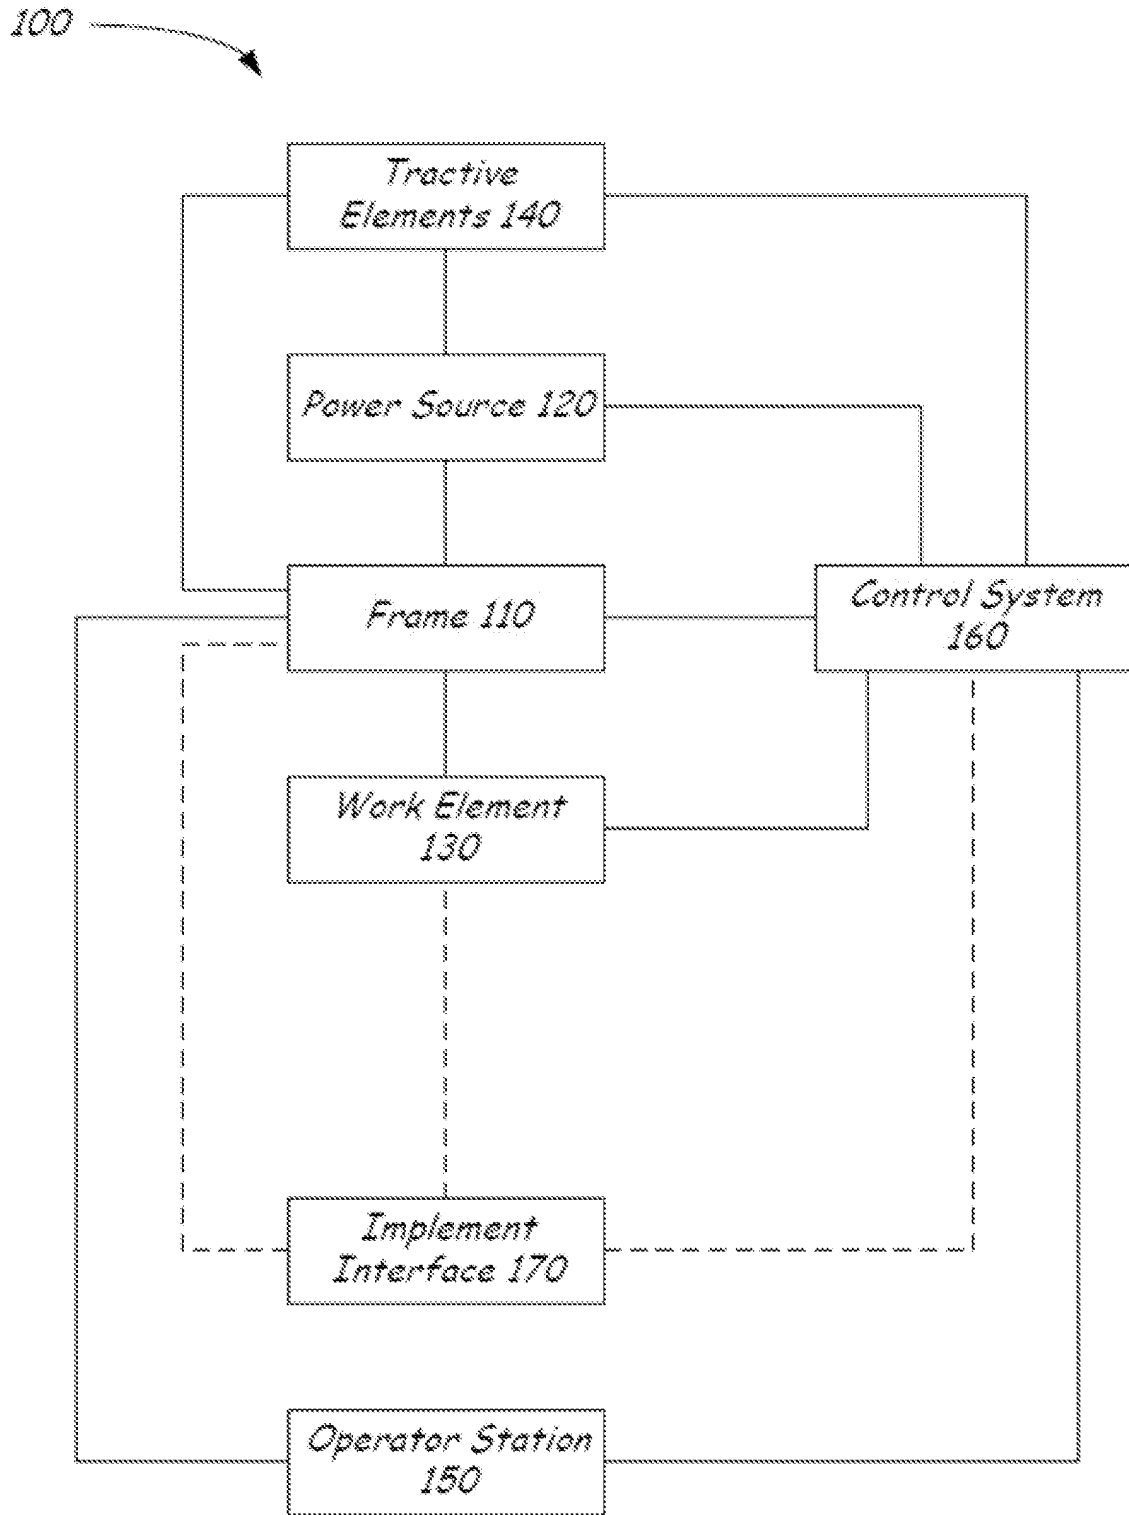 100
Tractive
Elements 140
Power Source 120
Frame 110
Control System
160
Work Element
130
Implement
Interface 170
Operator Station
150